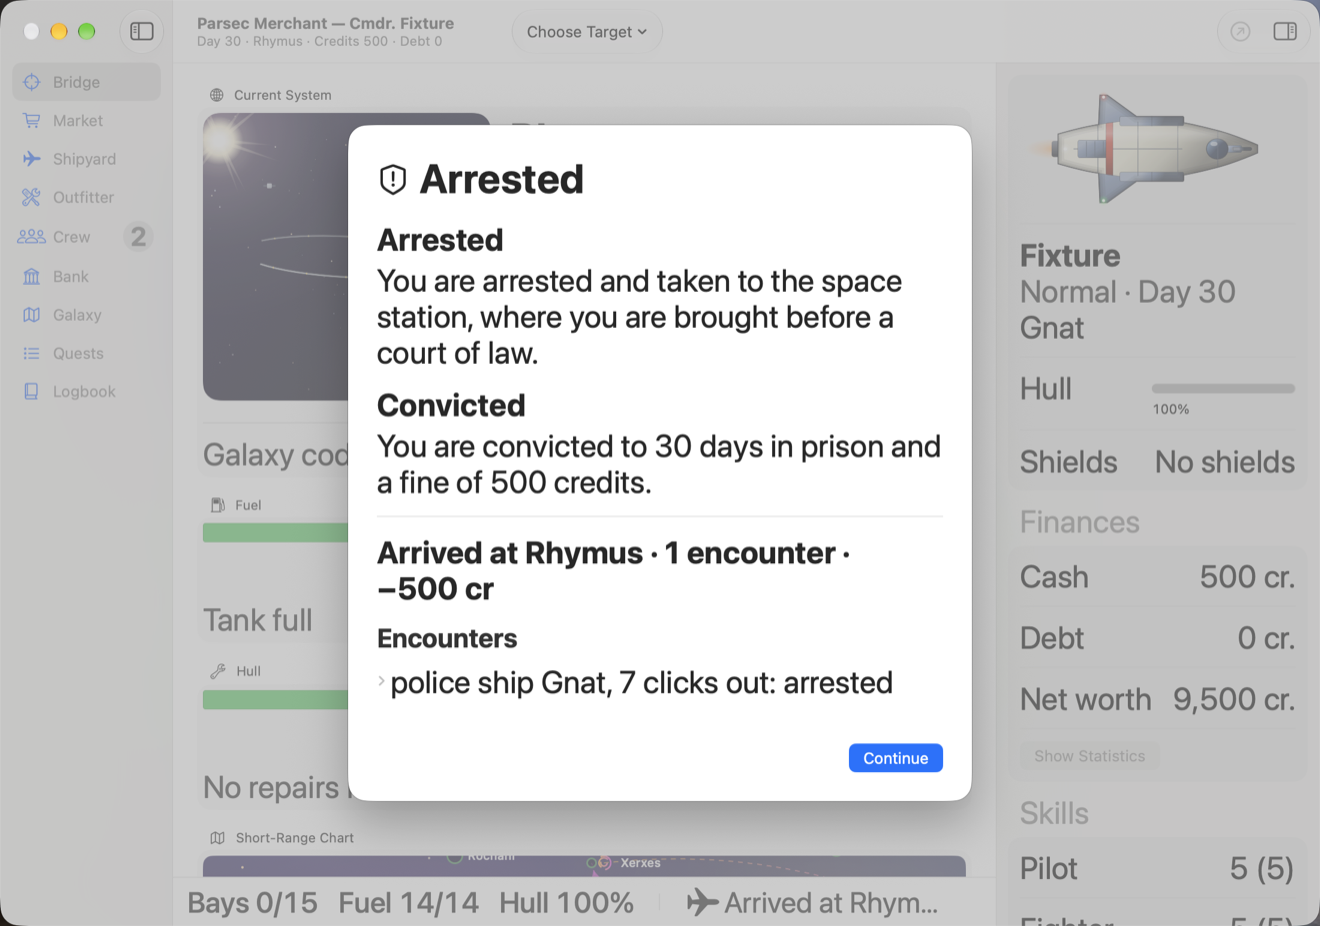 Parsec Merchant — Cmdr. Fixture
Day 30 · Rhymus · Credits 500 · Debt 0
Choose Target
Bridge
Market
Shipyard
Outfitter
Crew 2
Bank
Galaxy
Quests
Logbook
Current System
Galaxy cod
Fuel
Tank full
Hull
No repairs
Short-Range Chart
Xerxes
Arrested
Arrested
You are arrested and taken to the space
station, where you are brought before a
court of law.
Convicted
You are convicted to 30 days in prison and
a fine of 500 credits.
Arrived at Rhymus · 1 encounter ·
−500 cr
Encounters
police ship Gnat, 7 clicks out: arrested
Continue
Fixture
Normal · Day 30
Gnat
Hull
100%
Shields No shields
Finances
Cash 500 cr.
Debt 0 cr.
Net worth 9,500 cr.
Show Statistics
Skills
Pilot 5 (5)
Bays 0/15 Fuel 14/14 Hull 100% Arrived at Rhym...